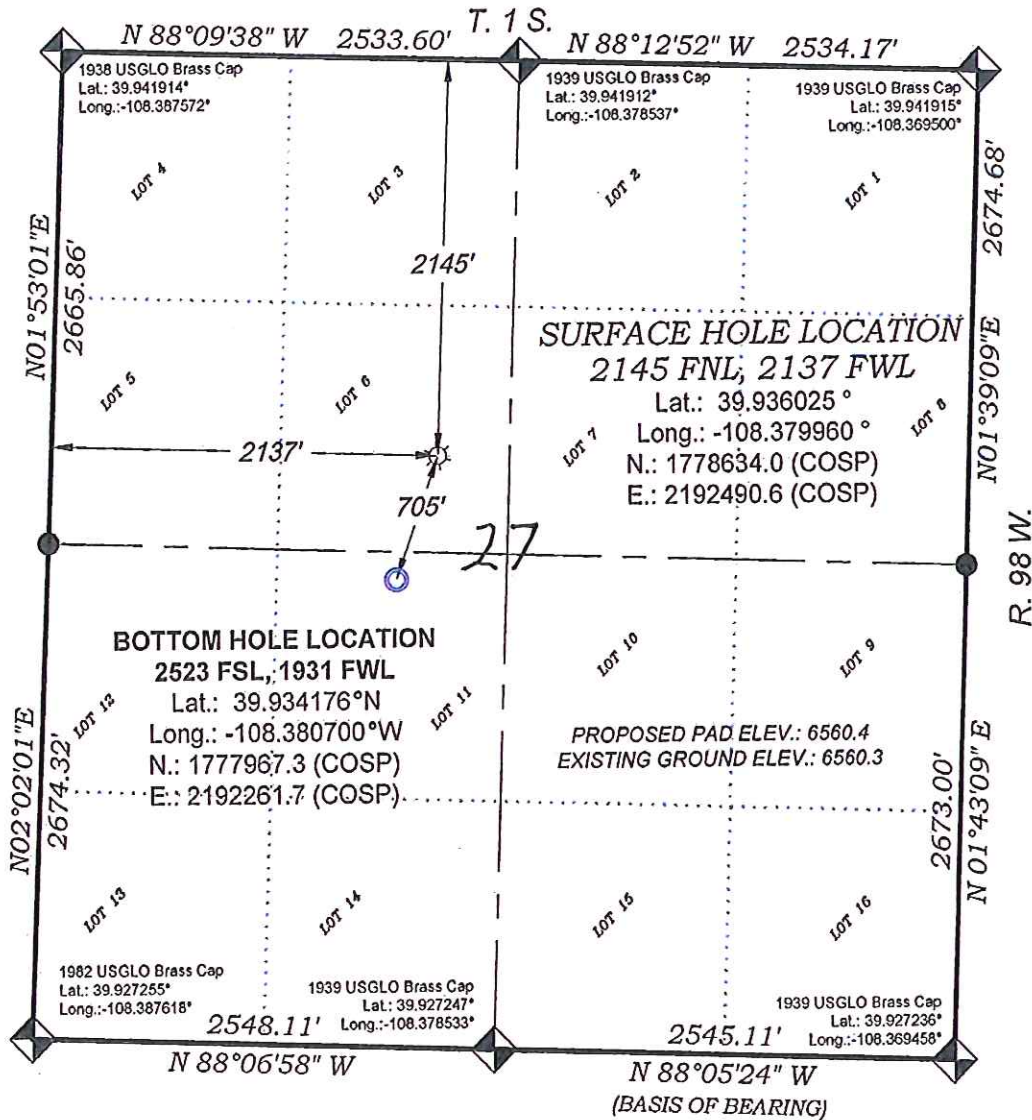 T. 1 S.
N 88°09'38" W 2533.60'
N 88°12'52" W 2534.17'
1938 USGLO Brass Cap
Lat.: 39.941914°
Long.:-108.387572°
1939 USGLO Brass Cap
Lat.: 39.941912°
Long.:-108.378537°
1939 USGLO Brass Cap
Lat.: 39.941915°
Long.:-108.369500°
LOT 4
LOT 3
LOT 2
LOT 1
2674.68'
N01°53'01"E
2665.86'
2145'
SURFACE HOLE LOCATION
2145 FNL, 2137 FWL
Lat.: 39.936025 °
Long.: -108.379960 °
N.: 1778634.0 (COSP)
E.: 2192490.6 (COSP)
N01°39'09"E
LOT 5
LOT 6
LOT 7
LOT 8
2137'
705'
27
R. 98 W.
BOTTOM HOLE LOCATION
2523 FSL, 1931 FWL
Lat.: 39.934176°N
Long.: -108.380700°W
N.: 1777967.3 (COSP)
E.: 2192261.7 (COSP)
LOT 12
LOT 11
LOT 10
LOT 9
PROPOSED PAD ELEV.: 6560.4
EXISTING GROUND ELEV.: 6560.3
N02°02'01"E
2674.32'
2673.00'
N 01°43'09" E
LOT 13
LOT 14
LOT 15
LOT 16
1982 USGLO Brass Cap
Lat.: 39.927255°
Long.:-108.387618°
1939 USGLO Brass Cap
Lat.: 39.927247°
Long.:-108.378533°
1939 USGLO Brass Cap
Lat.: 39.927236°
Long.:-108.369458°
2548.11'
N 88°06'58" W
2545.11'
N 88°05'24" W
(BASIS OF BEARING)